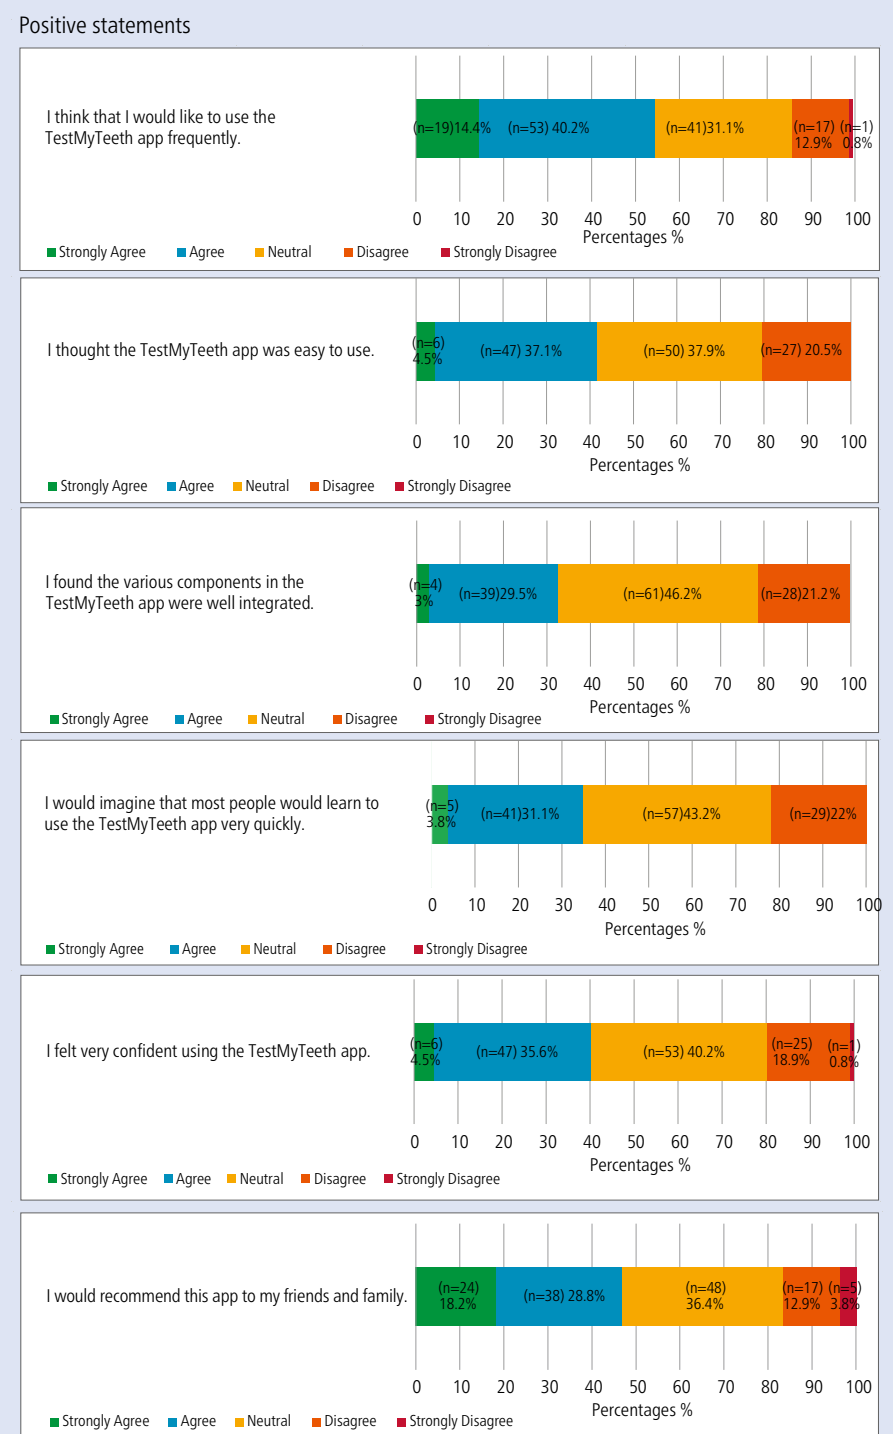 Positive statements
I think that I would like to use the
TestMyTeeth app frequently.
(n=19)14.4% (n=53) 40.2% (n=41)31.1% (n=17) (n=1)
12.9% 0.8%
0 10 20 30 40 50 60 70 80 90 100
Percentages %
Strongly Agree Agree Neutral Disagree Strongly Disagree
I thought the TestMyTeeth app was easy to use.
(n=6)
4.5%
(n=47) 37.1% (n=50) 37.9% (n=27) 20.5%
0 10 20 30 40 50 60 70 80 90 100
Percentages %
Strongly Agree Agree Neutral Disagree Strongly Disagree
I found the various components in the
TestMyTeeth app were well integrated.
(n=4)
3%
(n=39)29.5% (n=61)46.2% (n=28)21.2%
0 10 20 30 40 50 60 70 80 90 100
Percentages %
Strongly Agree Agree Neutral Disagree Strongly Disagree
I would imagine that most people would learn to
use the TestMyTeeth app very quickly.
(n=5)
3.8%
(n=41)31.1% (n=57)43.2% (n=29)22%
0 10 20 30 40 50 60 70 80 90 100
Percentages %
Strongly Agree Agree Neutral Disagree Strongly Disagree
I felt very confident using the TestMyTeeth app.
(n=6)
4.5%
(n=47) 35.6% (n=53) 40.2%
(n=25) (n=1)
18.9% 0.8%
0 10 20 30 40 50 60 70 80 90 100
Percentages %
Strongly Agree Agree Neutral Disagree Strongly Disagree
I would recommend this app to my friends and family.
(n=24)
18.2%
(n=38) 28.8%
(n=48)
36.4%
(n=17) (n=5)
12.9% 3.8%
0 10 20 30 40 50 60 70 80 90 100
Percentages %
Strongly Agree Agree Neutral Disagree Strongly Disagree